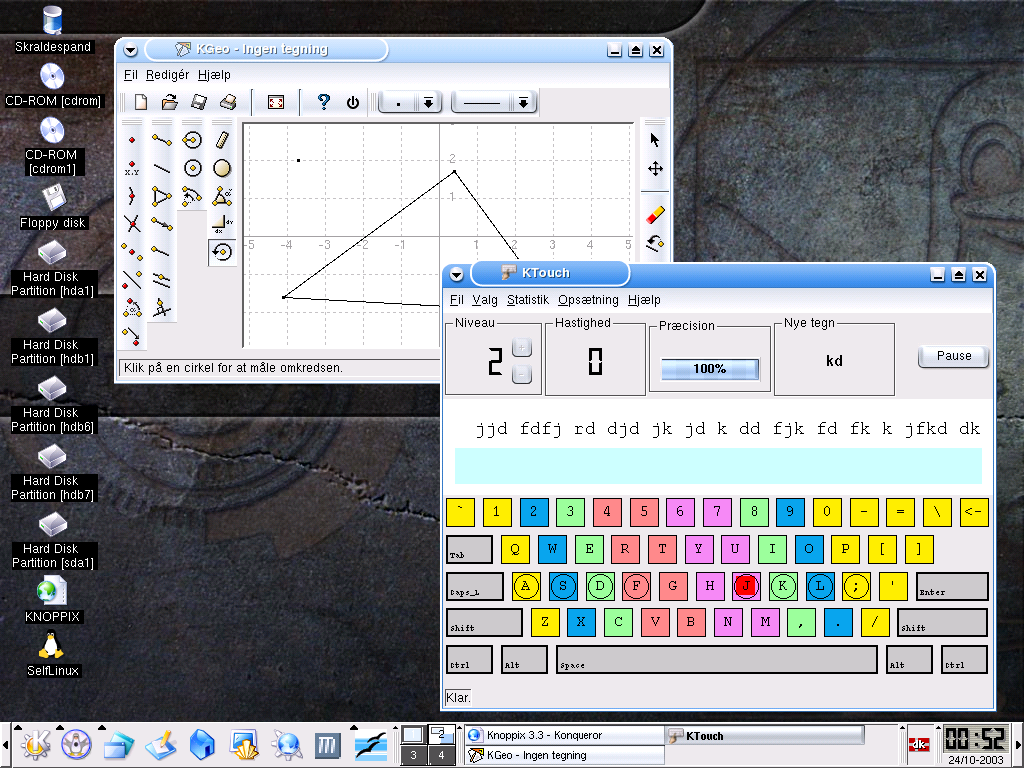 Skraldespand
CD-ROM [cdrom]
CD-ROM
[cdrom1]
Floppy disk
Hard Disk
Partition [hda1]
Hard Disk
Partition [hdb1]
Hard Disk
Partition [hdb6]
Hard Disk
Partition [hdb7]
Hard Disk
Partition [sda1]
KNOPPIX
SelfLinux
KGeo - Ingen tegning
Fil Redigér Hjælp
?
X,Y
α
dy
dx
2
1
-5 -4 -3 -2 -1 1 2 3 4 5
Klik på en cirkel for at måle omkredsen.
KTouch
Fil Valg Statistik Opsætning Hjælp
Niveau Hastighed Præcision Nye tegn
2 + - 0 100% kd Pause
jjd fdfj rd djd jk jd k dd fjk fd fk k jfkd dk
~ 1 2 3 4 5 6 7 8 9 0 - = \ <-
Tab Q W E R T Y U I O P [ ]
Caps_L A S D F G H J K L ; ' Enter
Shift Z X C V B N M , . / Shift
Ctrl Alt Space Alt Ctrl
Klar.
K
2
3 4
Knoppix 3.3 - Konqueror
KTouch
KGeo - Ingen tegning
dk
00:52
24/10-2003